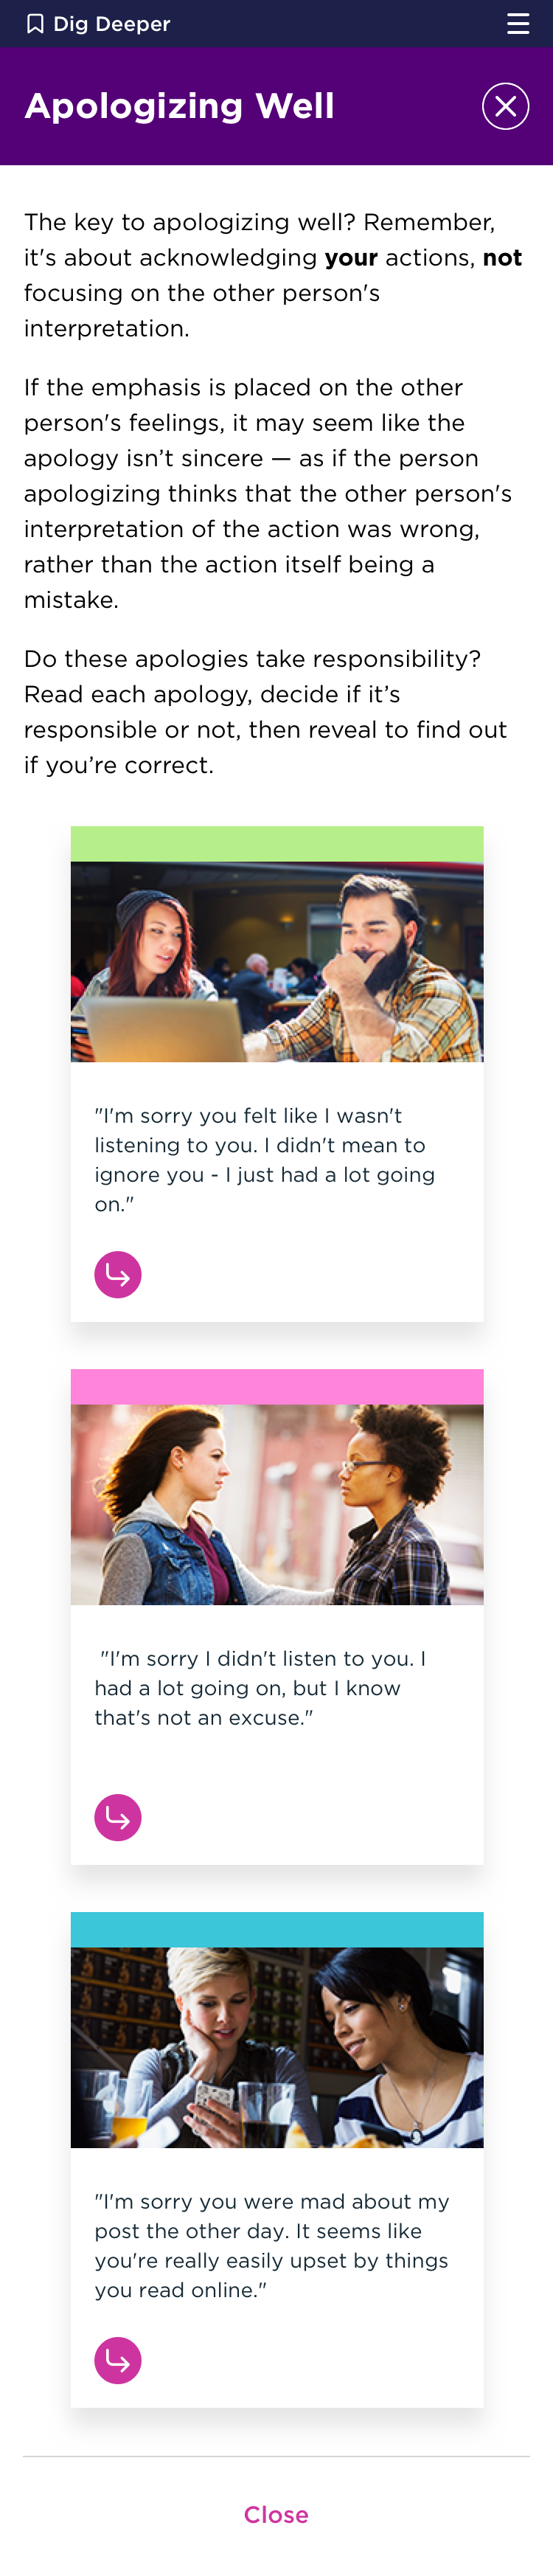 Dig Deeper
Apologizing Well
The key to apologizing well? Remember,
it's about acknowledging your actions, not
focusing on the other person's
interpretation.
If the emphasis is placed on the other
person's feelings, it may seem like the
apology isn’t sincere — as if the person
apologizing thinks that the other person's
interpretation of the action was wrong,
rather than the action itself being a
mistake.
Do these apologies take responsibility?
Read each apology, decide if it’s
responsible or not, then reveal to find out
if you’re correct.
"I'm sorry you felt like I wasn't
listening to you. I didn't mean to
ignore you - I just had a lot going
on."
"I'm sorry I didn't listen to you. I
had a lot going on, but I know
that's not an excuse."
"I'm sorry you were mad about my
post the other day. It seems like
you're really easily upset by things
you read online."
Close